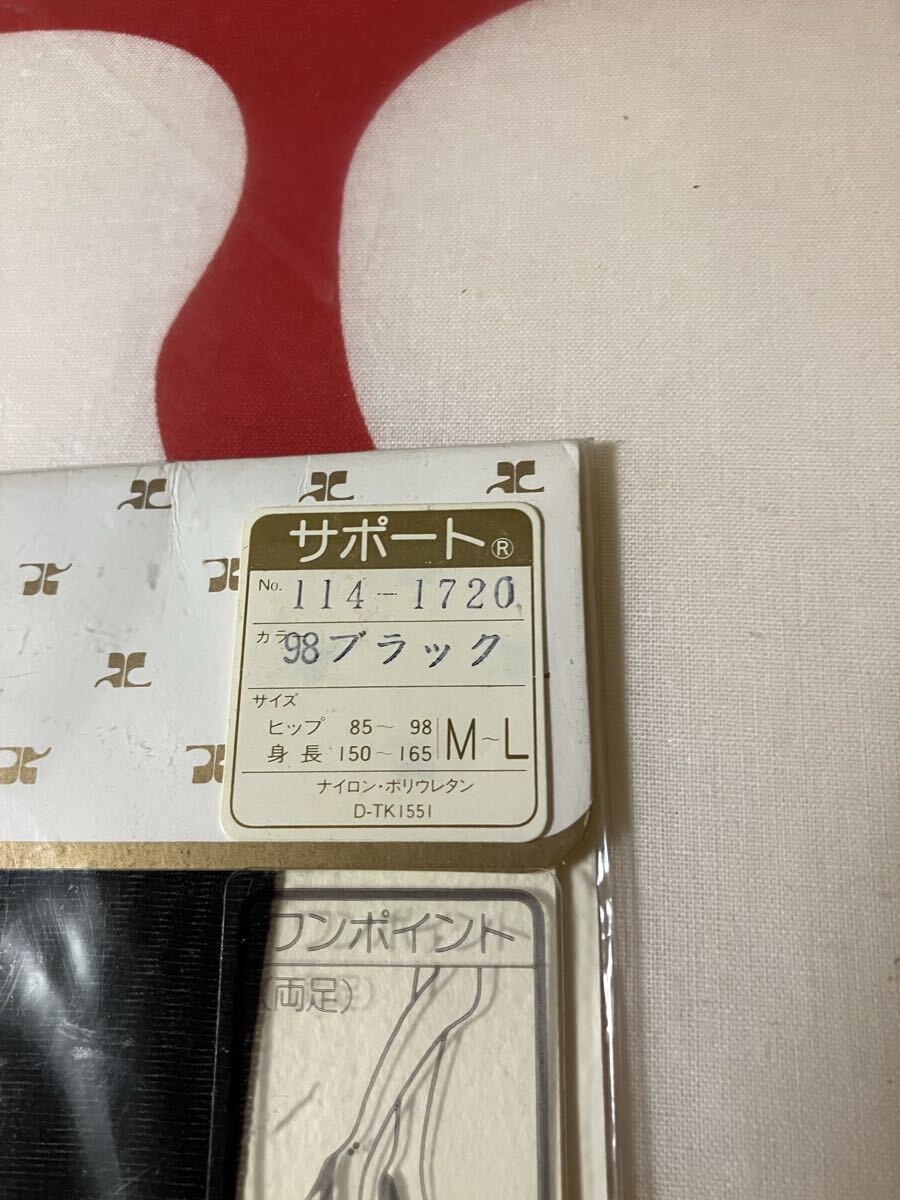 サポート®
No. 114-1720
カラー 98ブラック
サイズ
ヒップ 85～98
身長 150～165
M～L
ナイロン・ポリウレタン
D-TK1551
ワンポイント
(両足)